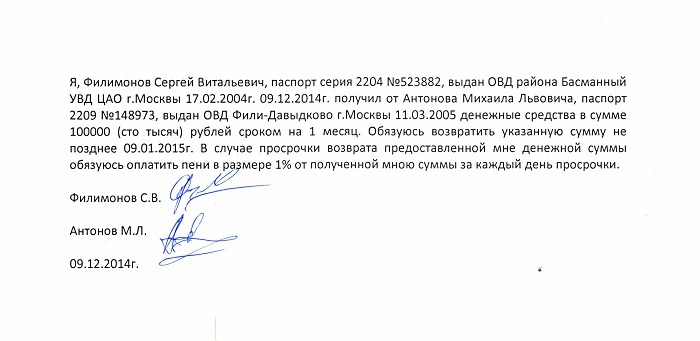 Я, Филимонов Сергей Витальевич, паспорт серия 2204 №523882, выдан ОВД района Басманный
УВД ЦАО г.Москвы 17.02.2004г. 09.12.2014г. получил от Антонова Михаила Львовича, паспорт
2209 №148973, выдан ОВД Фили-Давыдково г.Москвы 11.03.2005 денежные средства в сумме
100000 (сто тысяч) рублей сроком на 1 месяц. Обязуюсь возвратить указанную сумму не
позднее 09.01.2015г. В случае просрочки возврата предоставленной мне денежной суммы
обязуюсь оплатить пени в размере 1% от полученной мною суммы за каждый день просрочки.
Филимонов С.В.
Антонов М.Л.
09.12.2014г.